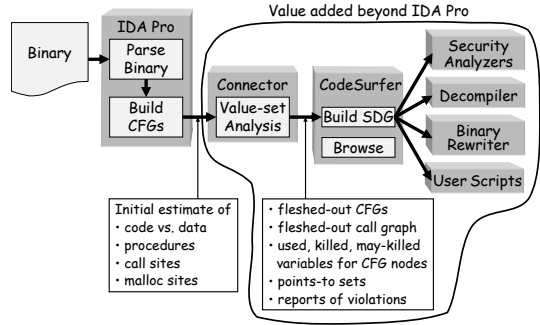 Value added beyond IDA Pro
Binary
IDA Pro
Parse
Binary
Build
CFGs
Connector
Value-set
Analysis
CodeSurfer
Build SDG
Browse
Security
Analyzers
Decompiler
Binary
Rewriter
User Scripts
Initial estimate of
• code vs. data
• procedures
• call sites
• malloc sites
• fleshed-out CFGs
• fleshed-out call graph
• used, killed, may-killed
variables for CFG nodes
• points-to sets
• reports of violations